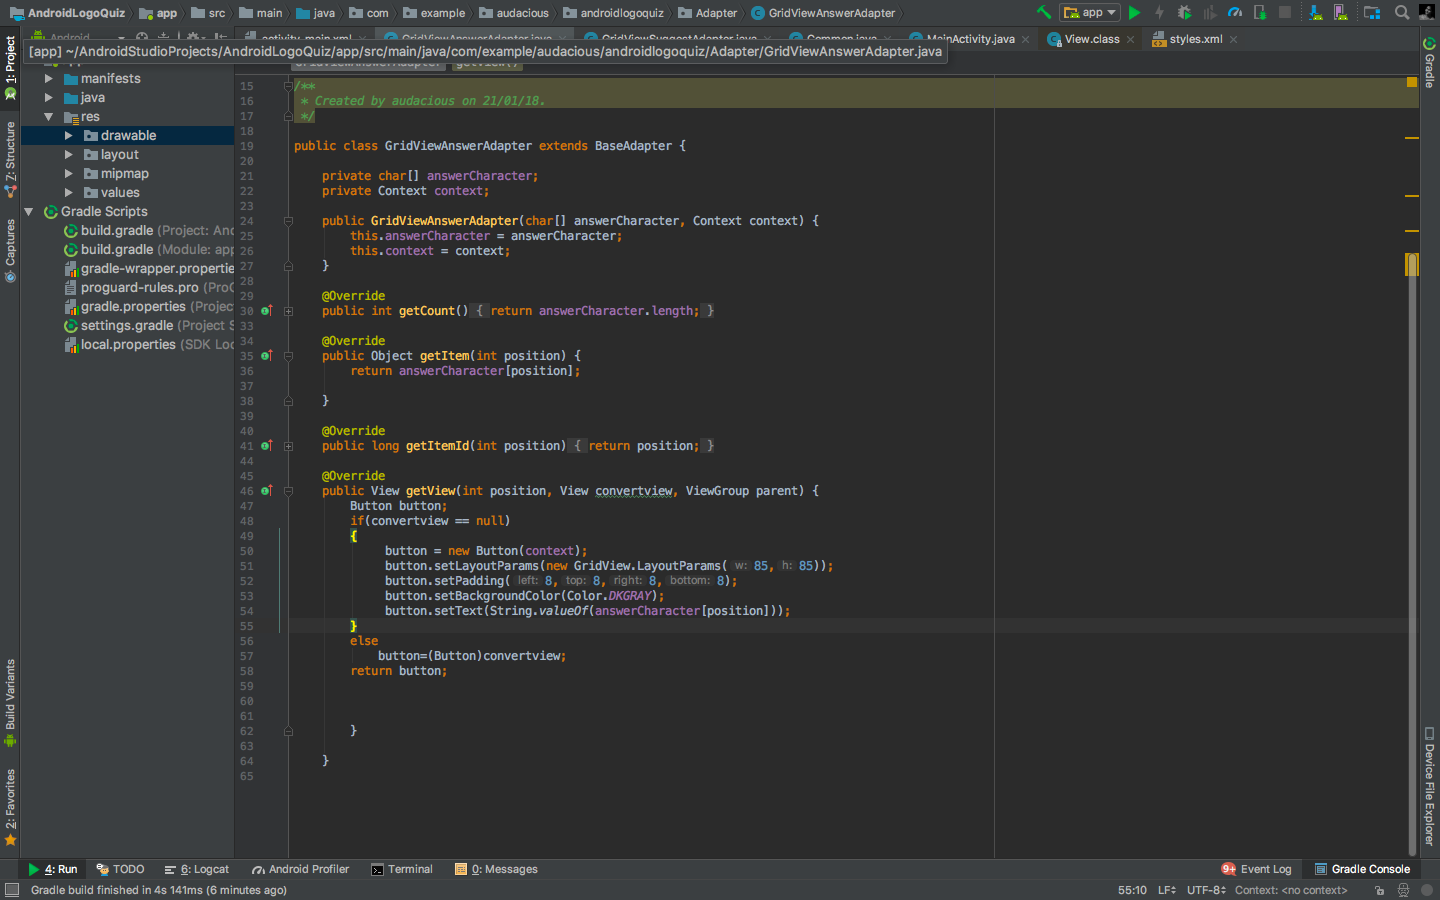 AndroidLogoQuiz app src main java com example audacious androidlogoquiz Adapter GridViewAnswerAdapter app
Android activity_main.xml GridViewAnswerAdapter.java GridViewSuggestAdapter.java Common.java MainActivity.java View.class styles.xml
[app] ~/AndroidStudioProjects/AndroidLogoQuiz/app/src/main/java/com/example/audacious/androidlogoquiz/Adapter/GridViewAnswerAdapter.java
GridViewAnswerAdapter getView()
1: Project
Z: Structure
Captures
Build Variants
2: Favorites
manifests
java
res
drawable
layout
mipmap
values
Gradle Scripts
build.gradle (Project: And
build.gradle (Module: app
gradle-wrapper.propertie
proguard-rules.pro (ProG
gradle.properties (Projec
settings.gradle (Project S
local.properties (SDK Loc
15 /**
16 * Created by audacious on 21/01/18.
17 */
18
19 public class GridViewAnswerAdapter extends BaseAdapter {
20
21 private char[] answerCharacter;
22 private Context context;
23
24 public GridViewAnswerAdapter(char[] answerCharacter, Context context) {
25 this.answerCharacter = answerCharacter;
26 this.context = context;
27 }
28
29 @Override
30 public int getCount() { return answerCharacter.length; }
33
34 @Override
35 public Object getItem(int position) {
36 return answerCharacter[position];
37
38 }
39
40 @Override
41 public long getItemId(int position) { return position; }
44
45 @Override
46 public View getView(int position, View convertview, ViewGroup parent) {
47 Button button;
48 if(convertview == null)
49 {
50 button = new Button(context);
51 button.setLayoutParams(new GridView.LayoutParams( w: 85, h: 85));
52 button.setPadding( left: 8, top: 8, right: 8, bottom: 8);
53 button.setBackgroundColor(Color.DKGRAY);
54 button.setText(String.valueOf(answerCharacter[position]));
55 }
56 else
57 button=(Button)convertview;
58 return button;
59
60
61
62 }
63
64 }
65
Gradle
Device File Explorer
4: Run TODO 6: Logcat Android Profiler Terminal 0: Messages 9+ Event Log Gradle Console
Gradle build finished in 4s 141ms (6 minutes ago) 55:10 LF UTF-8 Context: <no context>